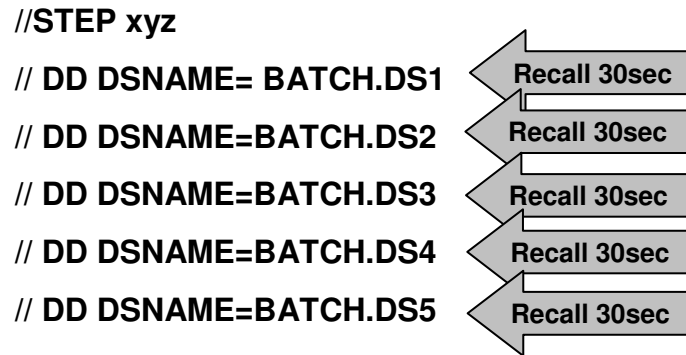 //STEP xyz
// DD DSNAME= BATCH.DS1 Recall 30sec
// DD DSNAME=BATCH.DS2 Recall 30sec
// DD DSNAME=BATCH.DS3 Recall 30sec
// DD DSNAME=BATCH.DS4 Recall 30sec
// DD DSNAME=BATCH.DS5 Recall 30sec